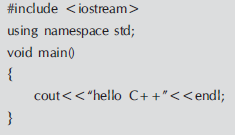 #include <iostream>
using namespace std;
void main()
{
cout<<“hello C++”<<endl;
}